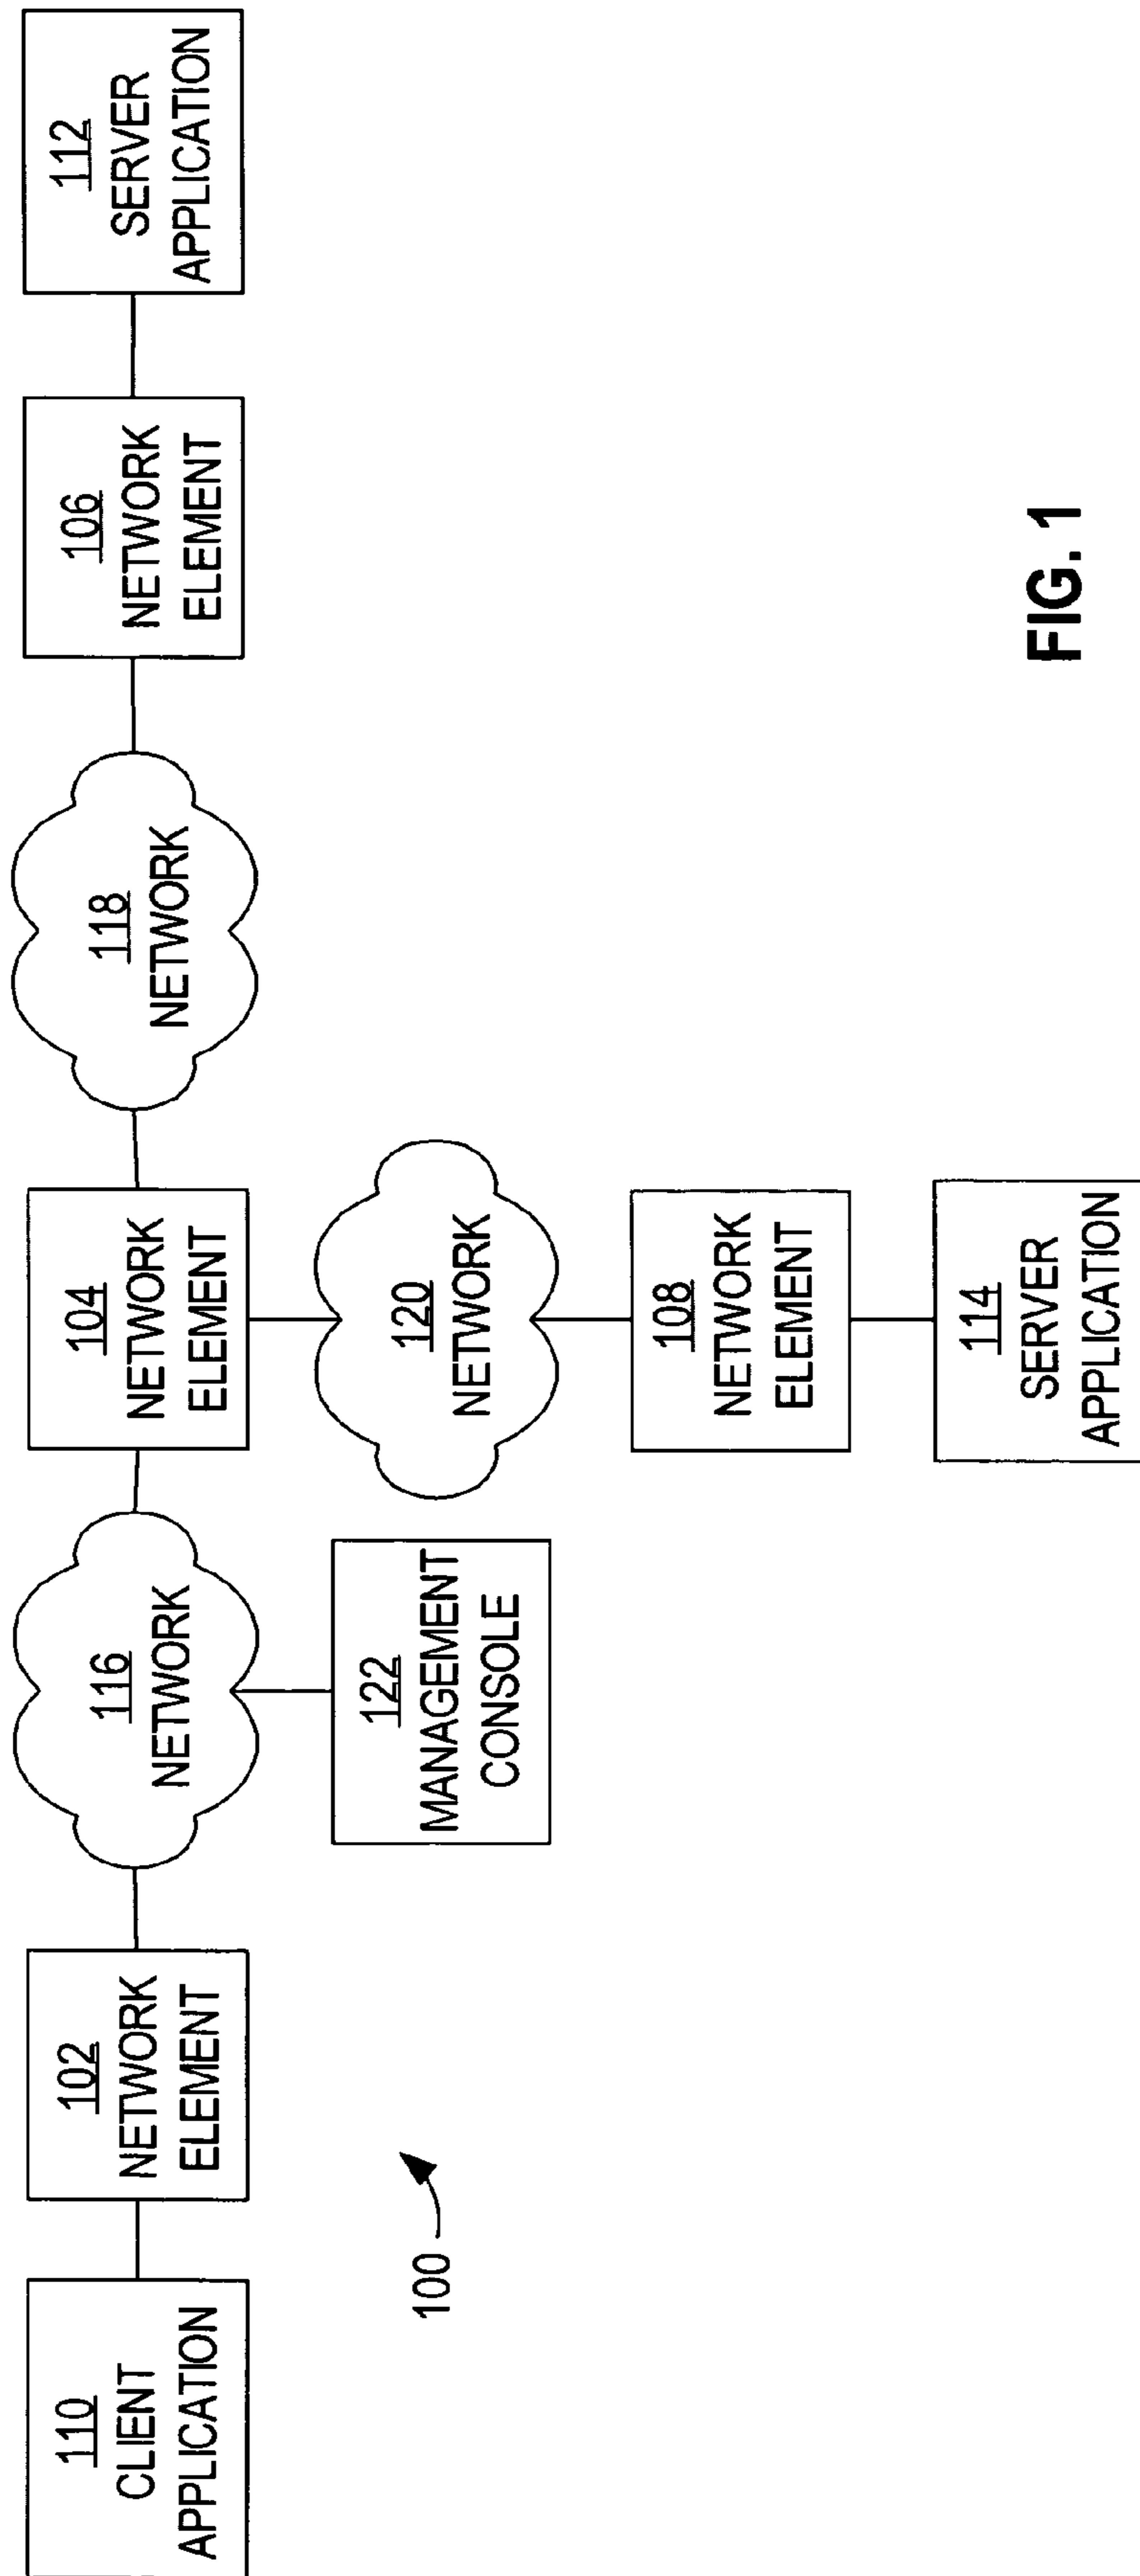 110
CLIENT
APPLICATION
102
NETWORK
ELEMENT
116
NETWORK
104
NETWORK
ELEMENT
118
NETWORK
106
NETWORK
ELEMENT
112
SERVER
APPLICATION
122
MANAGEMENT
CONSOLE
120
NETWORK
108
NETWORK
ELEMENT
114
SERVER
APPLICATION
100
FIG. 1